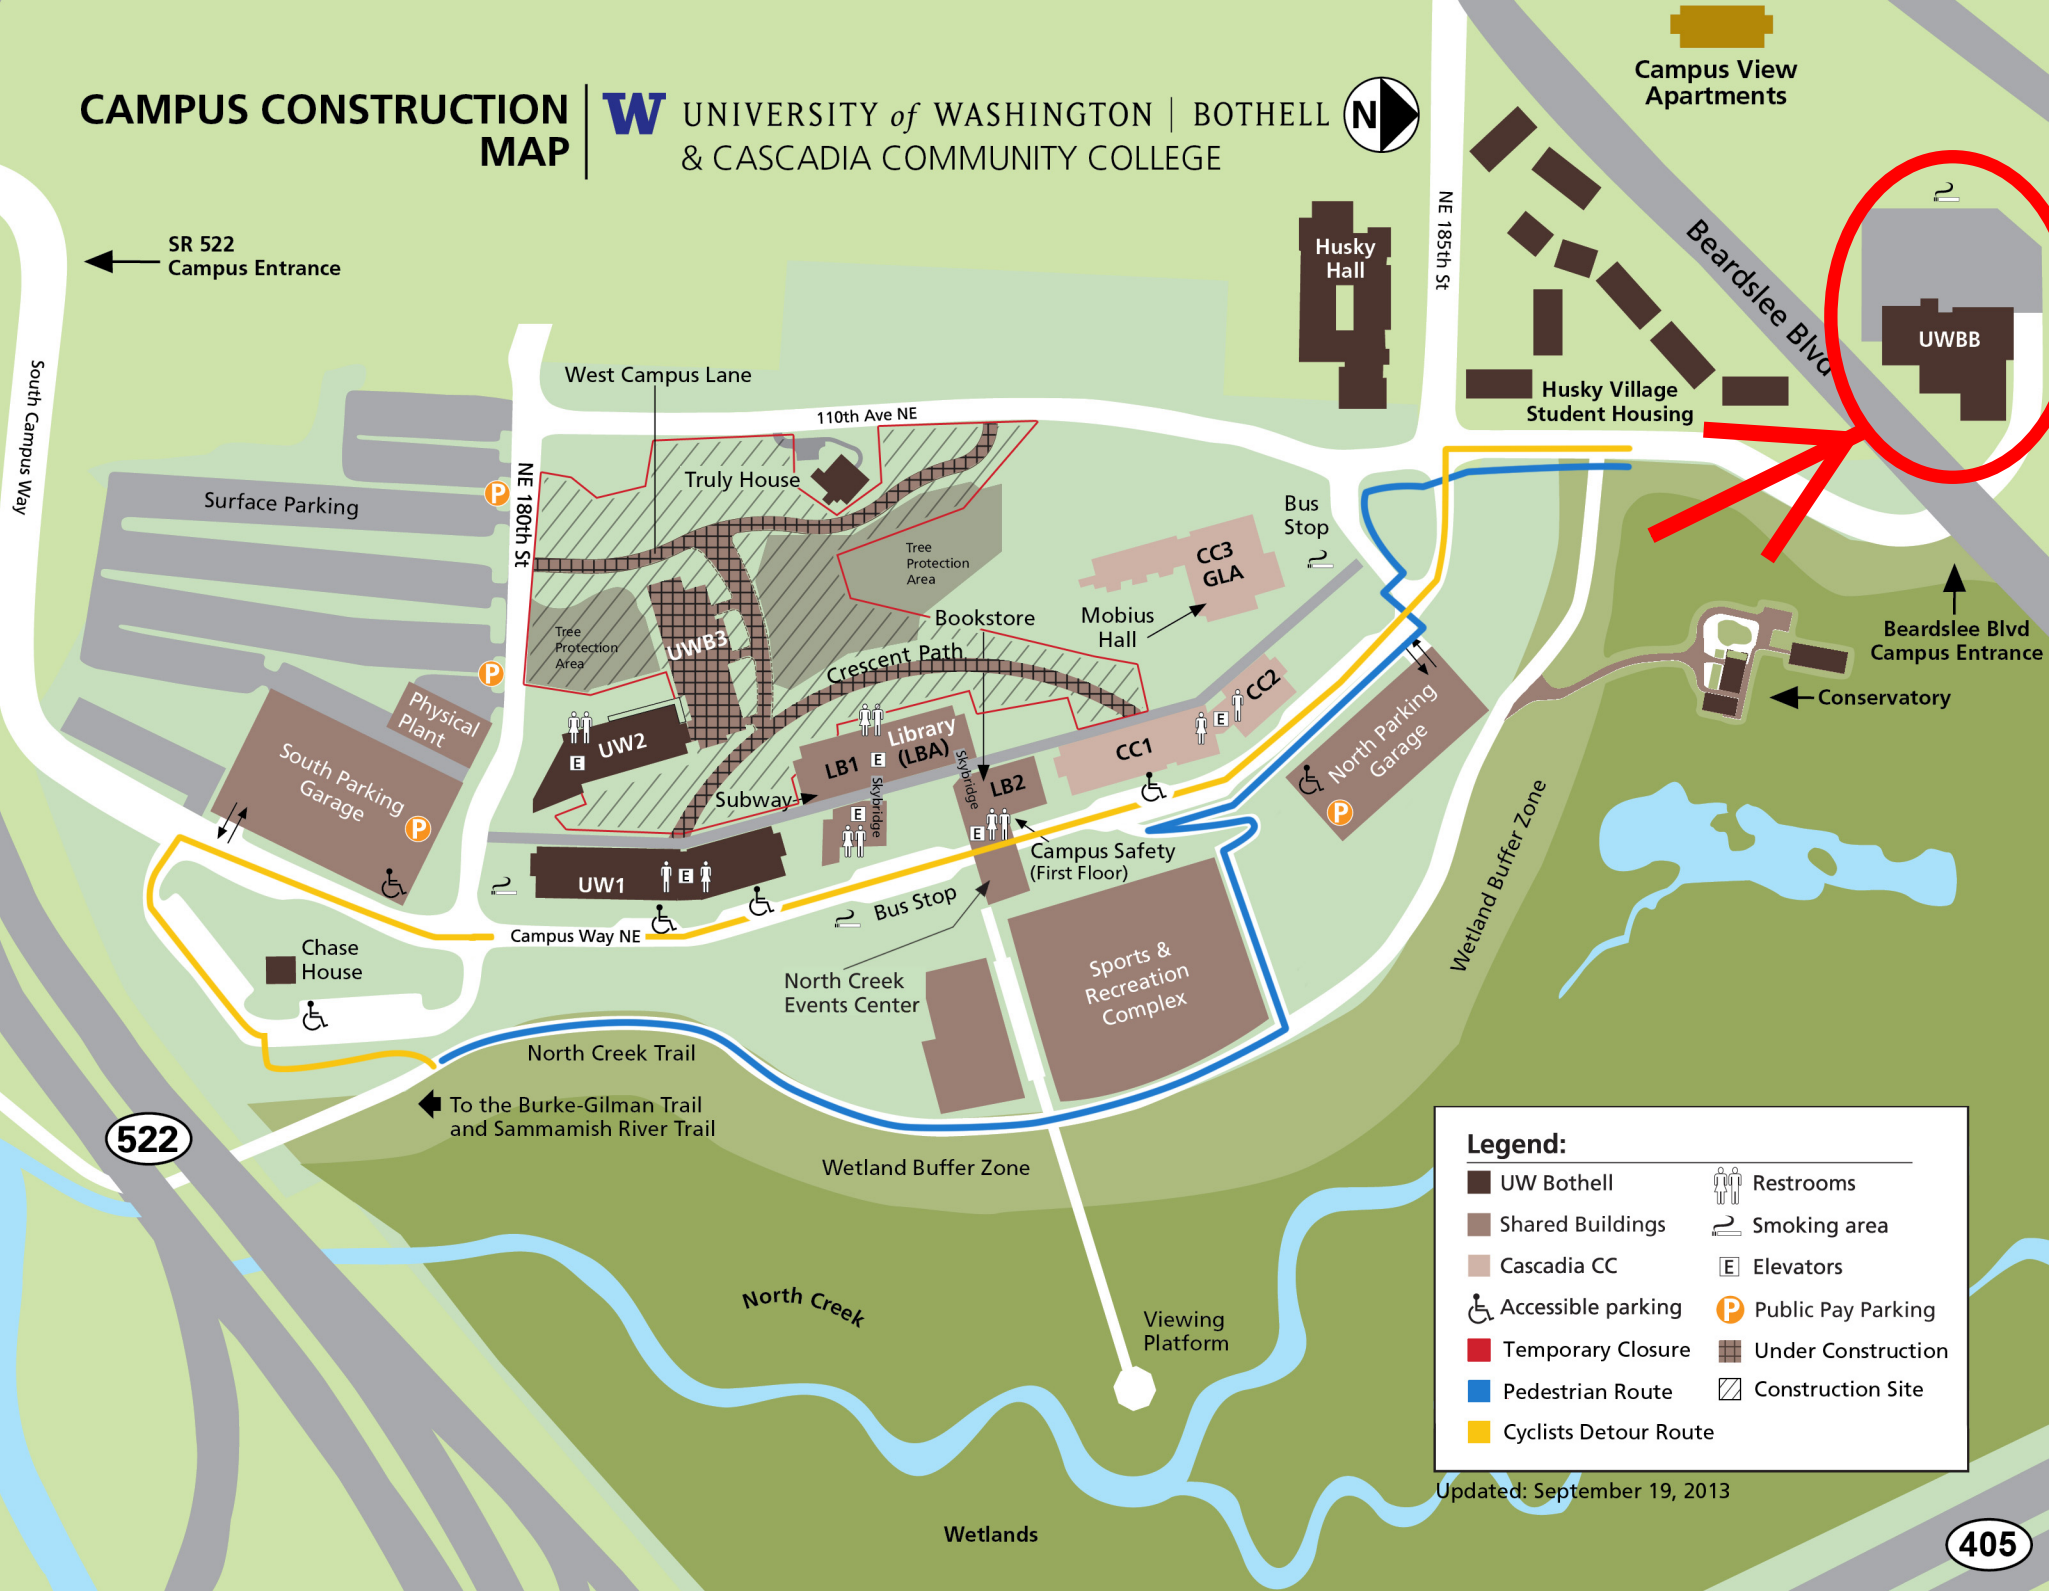 CAMPUS CONSTRUCTION
MAP
W
UNIVERSITY of WASHINGTON | BOTHELL
& CASCADIA COMMUNITY COLLEGE
N
Campus View
Apartments
SR 522
Campus Entrance
South Campus Way
NE 185th St
Husky
Hall
Beardslee Blvd
UWBB
Husky Village
Student Housing
West Campus Lane
110th Ave NE
Truly House
NE 180th St
P
Surface Parking
Tree
Protection
Area
Tree
Protection
Area
UWB3
Bus
Stop
CC3
GLA
Mobius
Hall
Bookstore
Crescent Path
Beardslee Blvd
Campus Entrance
Conservatory
P
Physical
Plant
South Parking
Garage
P
UW2
E
Library
(LBA)
LB1
E
Skybridge
Skybridge
CC1
CC2
E
North Parking
Garage
P
Subway
E
LB2
E
Campus Safety
(First Floor)
UW1
E
Bus Stop
Campus Way NE
Wetland Buffer Zone
Chase
House
North Creek
Events Center
Sports &
Recreation
Complex
North Creek Trail
To the Burke-Gilman Trail
and Sammamish River Trail
522
Wetland Buffer Zone
North Creek
Viewing
Platform
Wetlands
Legend:
UW Bothell
Restrooms
Shared Buildings
Smoking area
Cascadia CC
E
Elevators
Accessible parking
P
Public Pay Parking
Temporary Closure
Under Construction
Pedestrian Route
Construction Site
Cyclists Detour Route
Updated: September 19, 2013
405